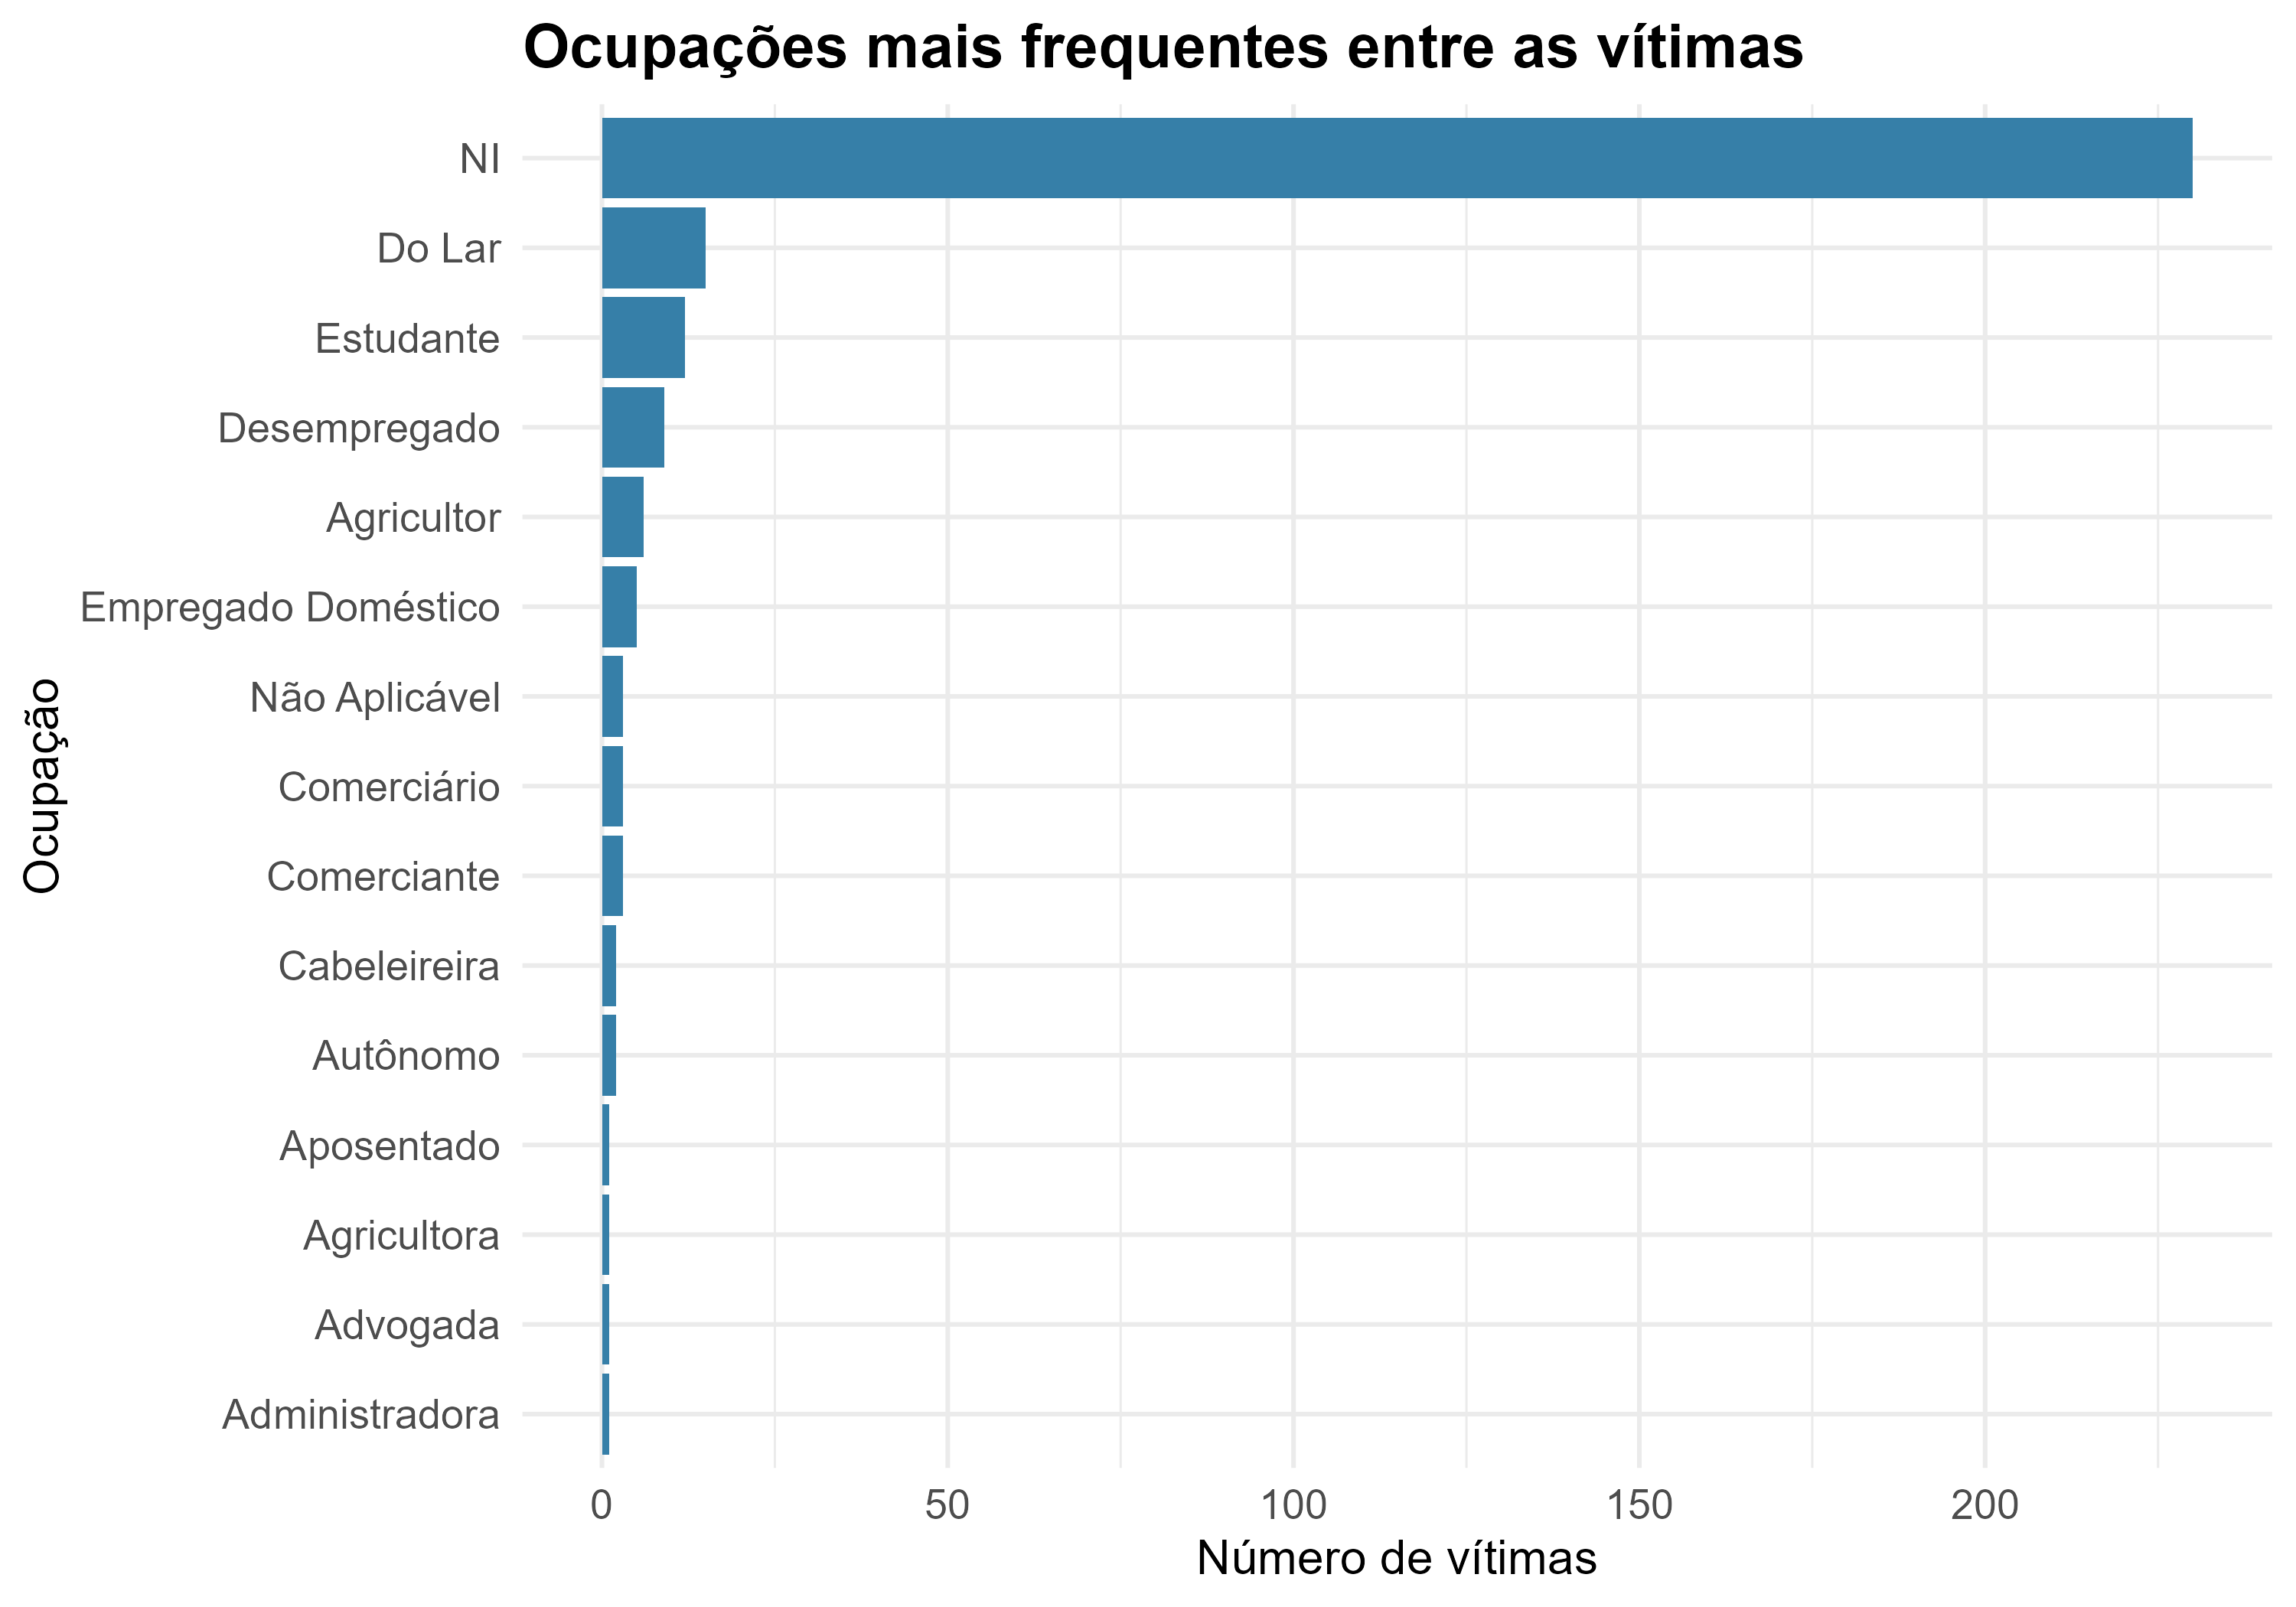 Ocupações mais frequentes entre as vítimas
NI
Do Lar
Estudante
Desempregado
Agricultor
Empregado Doméstico
Não Aplicável
Comerciário
Comerciante
Cabeleireira
Autônomo
Aposentado
Agricultora
Advogada
Administradora
Ocupação
0 50 100 150 200
Número de vítimas